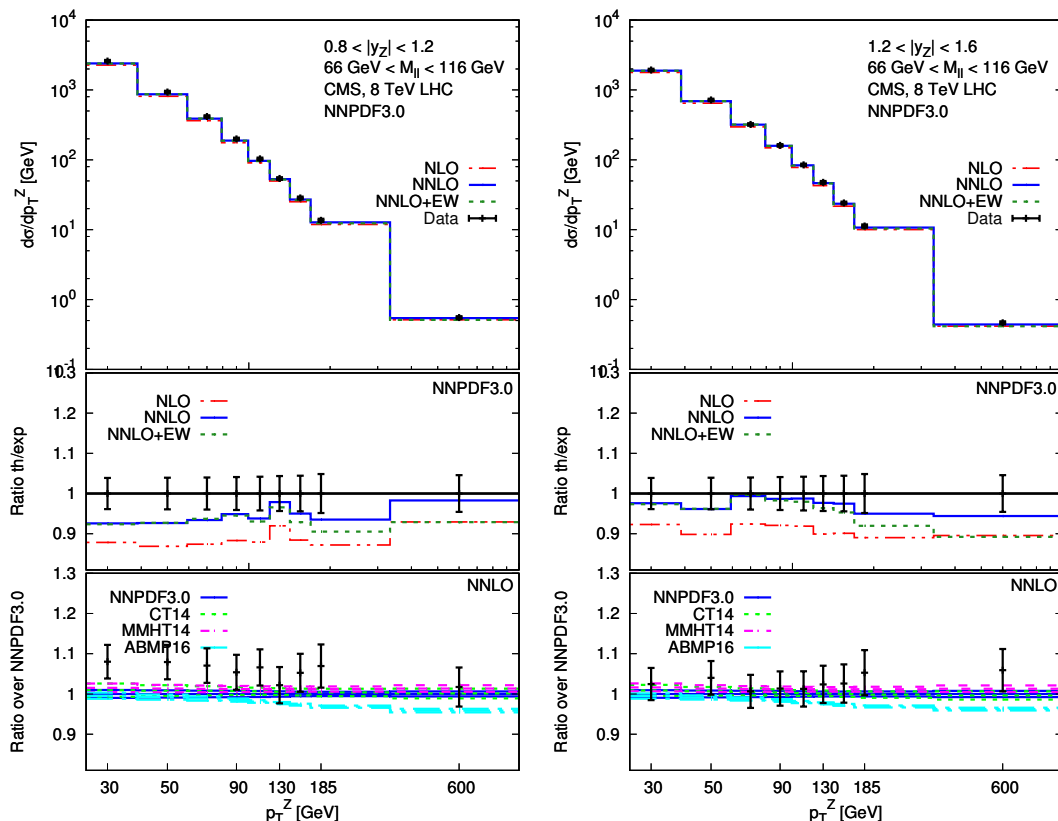 10^4
10^3
10^2
10^1
10^0
10^-1
dσ/dp_T^Z [GeV]
0.8 < |y_Z| < 1.2
66 GeV < M_ll < 116 GeV
CMS, 8 TeV LHC
NNPDF3.0
NLO
NNLO
NNLO+EW
Data
1.3
1.2
1.1
1
0.9
Ratio th/exp
NNPDF3.0
NLO
NNLO
NNLO+EW
1.3
1.2
1.1
1
0.9
Ratio over NNPDF3.0
NNLO
NNPDF3.0
CT14
MMHT14
ABMP16
30 50 90 130 185 600
p_T^Z [GeV]
10^4
10^3
10^2
10^1
10^0
10^-1
dσ/dp_T^Z [GeV]
1.2 < |y_Z| < 1.6
66 GeV < M_ll < 116 GeV
CMS, 8 TeV LHC
NNPDF3.0
NLO
NNLO
NNLO+EW
Data
1.3
1.2
1.1
1
0.9
Ratio th/exp
NNPDF3.0
NLO
NNLO
NNLO+EW
1.3
1.2
1.1
1
0.9
Ratio over NNPDF3.0
NNLO
NNPDF3.0
CT14
MMHT14
ABMP16
30 50 90 130 185 600
p_T^Z [GeV]